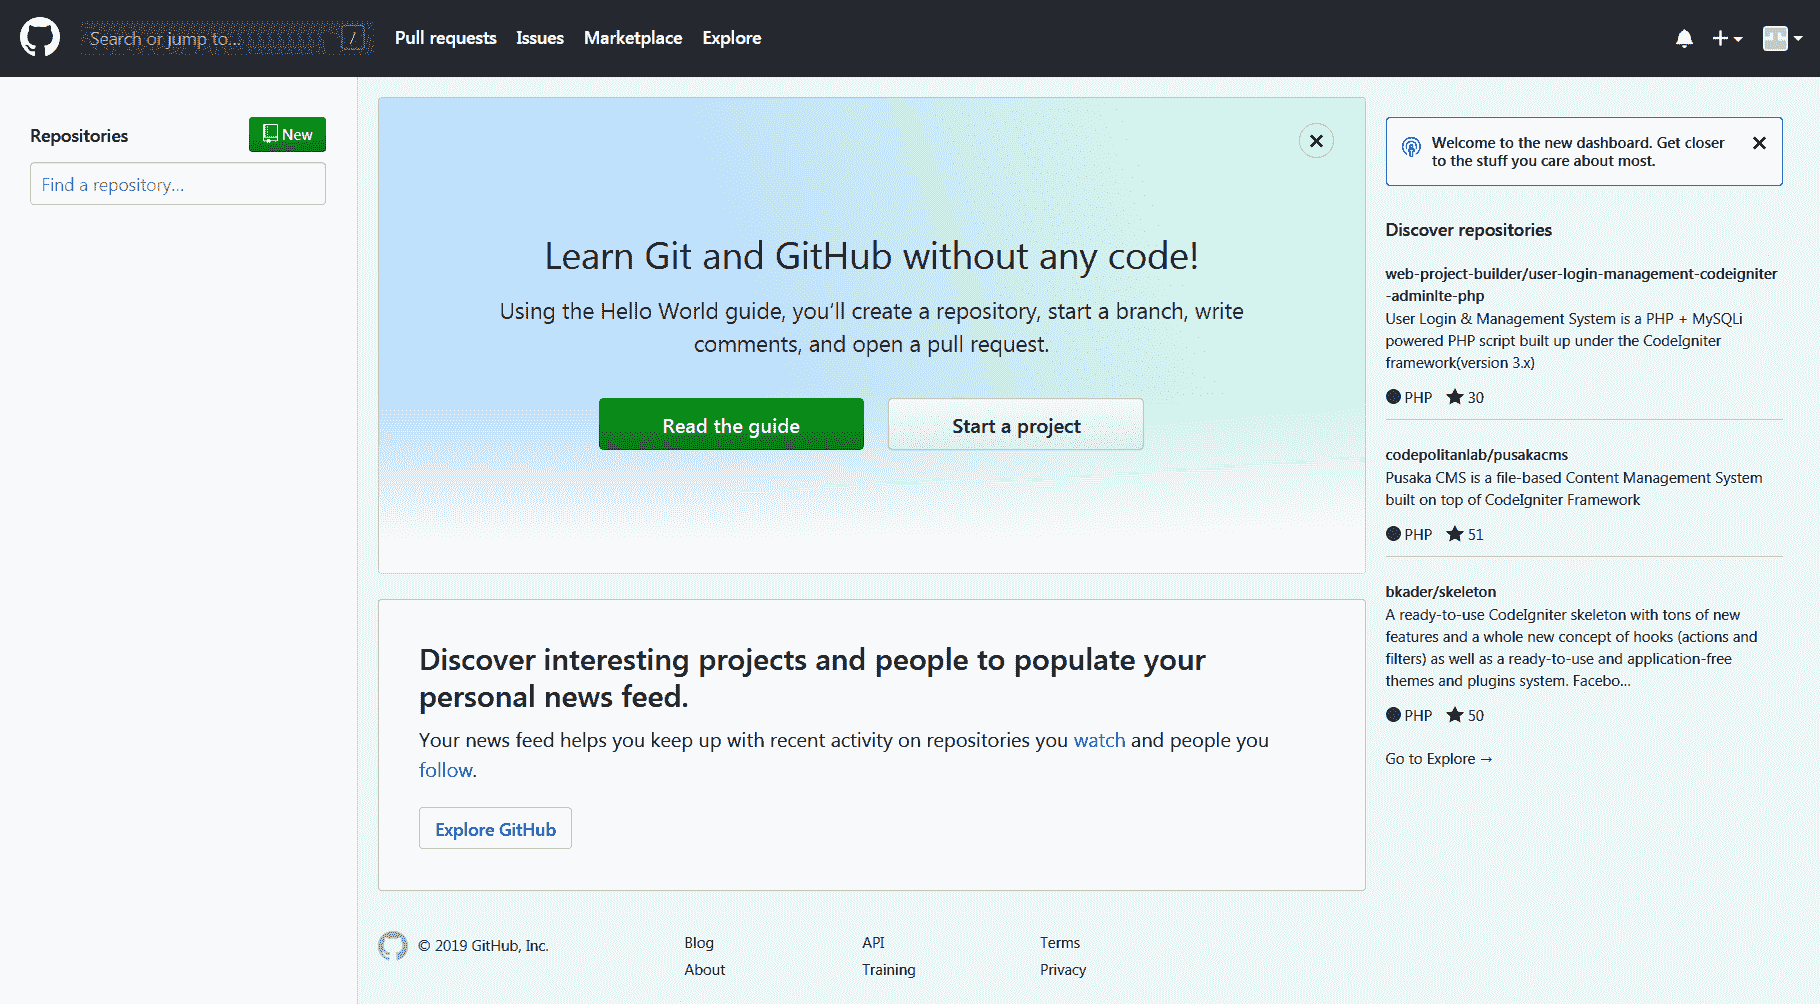 Search or jump to...
/
Pull requests
Issues
Marketplace
Explore
Repositories
New
Find a repository...
Learn Git and GitHub without any code!
Using the Hello World guide, you’ll create a repository, start a branch, write
comments, and open a pull request.
Read the guide
Start a project
Discover interesting projects and people to populate your
personal news feed.
Your news feed helps you keep up with recent activity on repositories you watch and people you
follow.
Explore GitHub
Welcome to the new dashboard. Get closer
to the stuff you care about most.
Discover repositories
web-project-builder/user-login-management-codeigniter
-adminlte-php
User Login & Management System is a PHP + MySQLi
powered PHP script built up under the CodeIgniter
framework(version 3.x)
PHP 30
codepolitanlab/pusakacms
Pusaka CMS is a file-based Content Management System
built on top of CodeIgniter Framework
PHP 51
bkader/skeleton
A ready-to-use CodeIgniter skeleton with tons of new
features and a whole new concept of hooks (actions and
filters) as well as a ready-to-use and application-free
themes and plugins system. Facebo...
PHP 50
Go to Explore →
© 2019 GitHub, Inc.
Blog
About
API
Training
Terms
Privacy